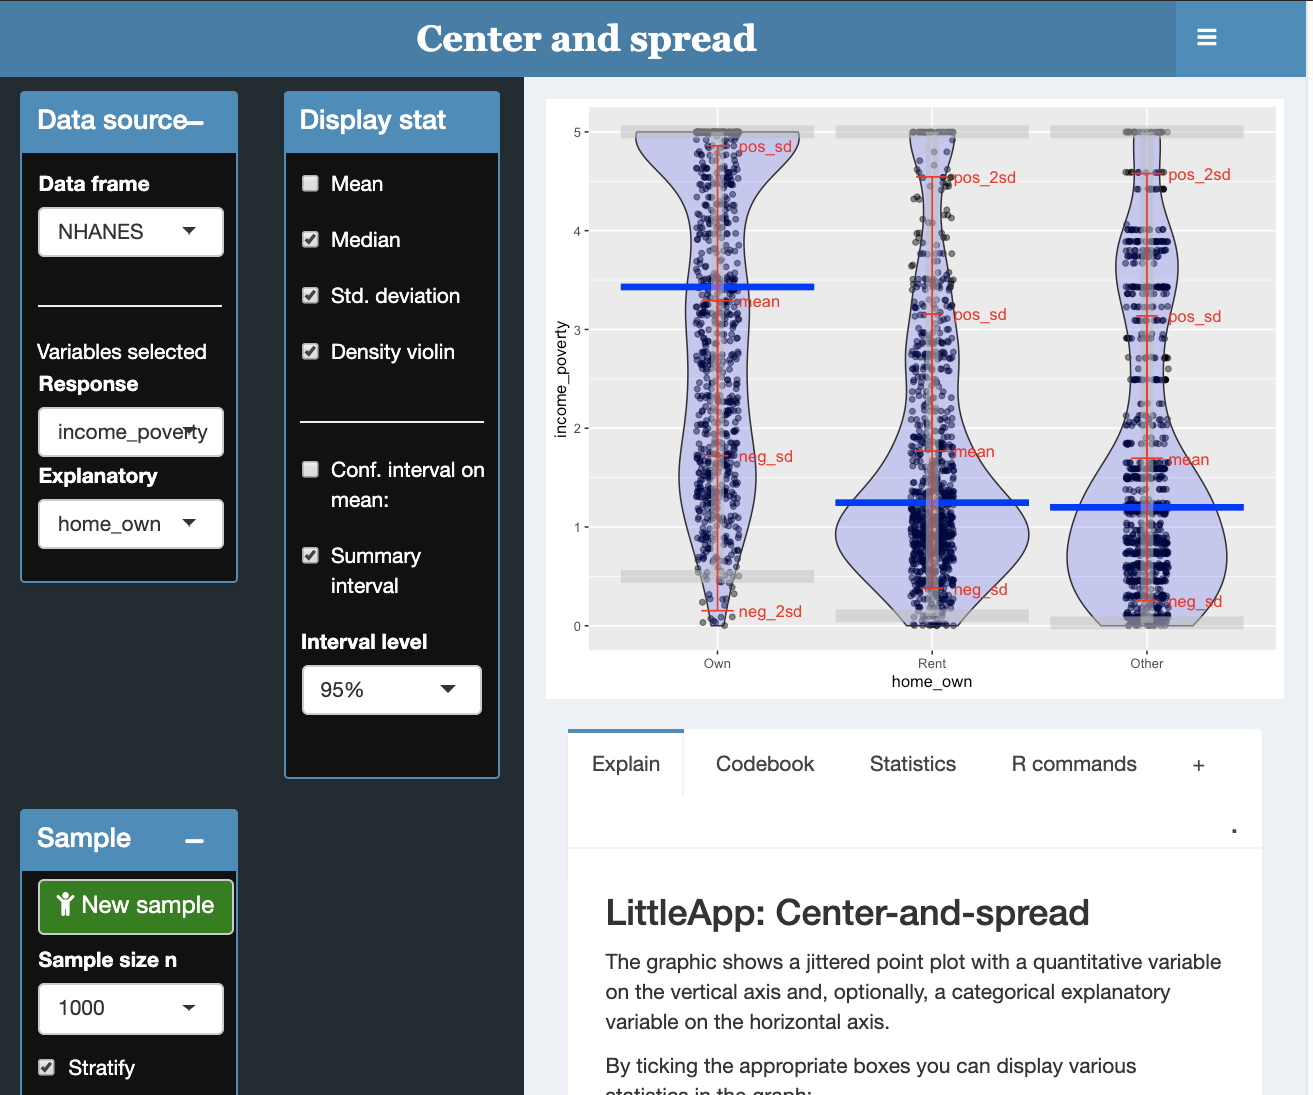 Center and spread
Data source
Data frame
NHANES
Variables selected
Response
income_poverty
Explanatory
home_own
Display stat
Mean
Median
Std. deviation
Density violin
Conf. interval on
mean:
Summary
interval
Interval level
95%
Sample
New sample
Sample size n
1000
Stratify
income_poverty
5
4
3
2
1
0
pos_sd
mean
neg_sd
neg_2sd
pos_2sd
pos_sd
mean
neg_sd
pos_2sd
pos_sd
mean
neg_sd
Own Rent Other
home_own
Explain Codebook Statistics R commands +
.
LittleApp: Center-and-spread
The graphic shows a jittered point plot with a quantitative variable
on the vertical axis and, optionally, a categorical explanatory
variable on the horizontal axis.
By ticking the appropriate boxes you can display various
statistics in the graph: